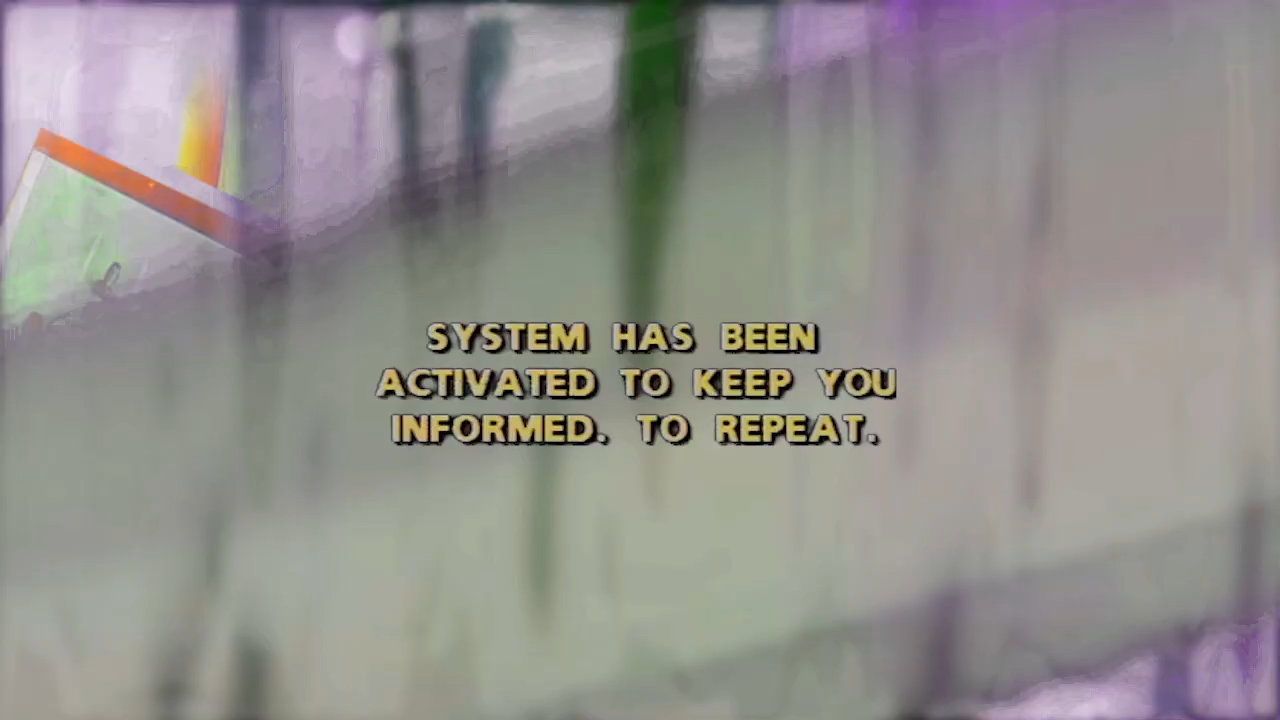 SYSTEM HAS BEEN
ACTIVATED TO KEEP YOU
INFORMED. TO REPEAT.